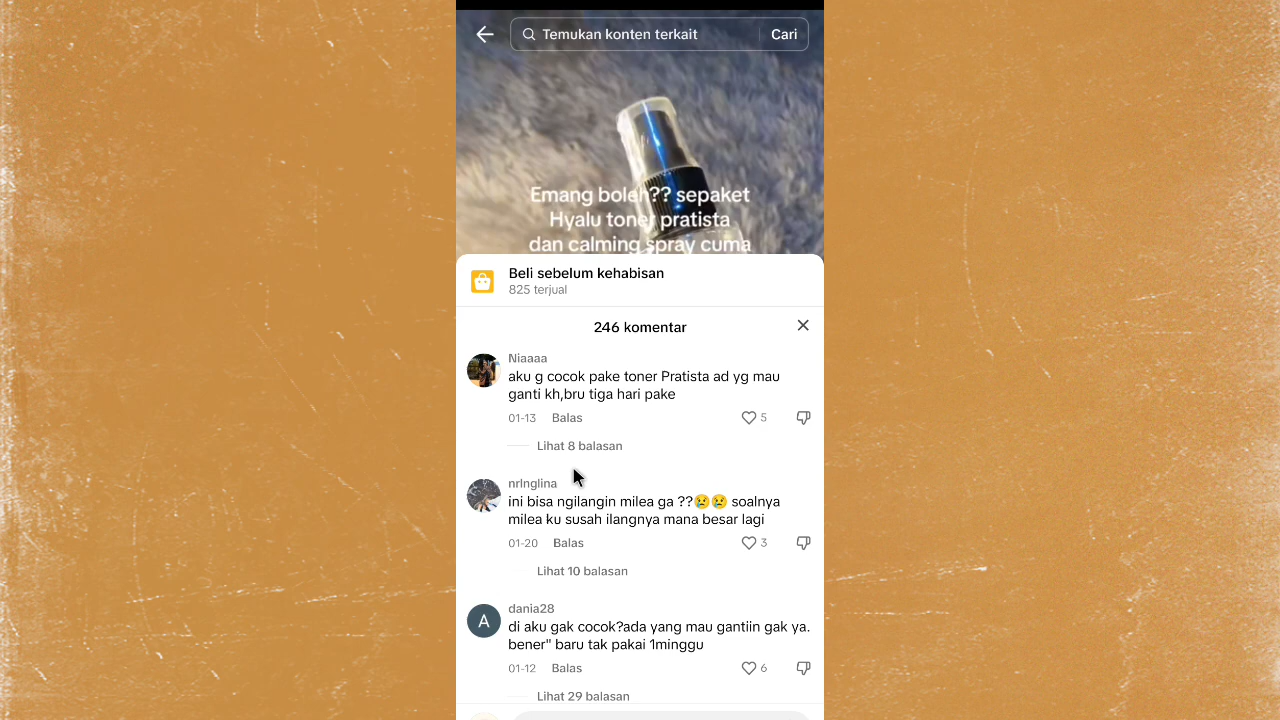 Temukan konten terkait
Cari
Emang boleh?? sepaket
Hyalu toner pratista
dan calming spray cuma
Beli sebelum kehabisan
825 terjual
246 komentar
Niaaaa
aku g cocok pake toner Pratista ad yg mau
ganti kh,bru tiga hari pake
01-13 Balas 5
Lihat 8 balasan
nrlnglina
ini bisa ngilangin milea ga ??😢😢 soalnya
milea ku susah ilangnya mana besar lagi
01-20 Balas 3
Lihat 10 balasan
A
dania28
di aku gak cocok?ada yang mau gantiin gak ya.
bener" baru tak pakai 1minggu
01-12 Balas 6
Lihat 29 balasan